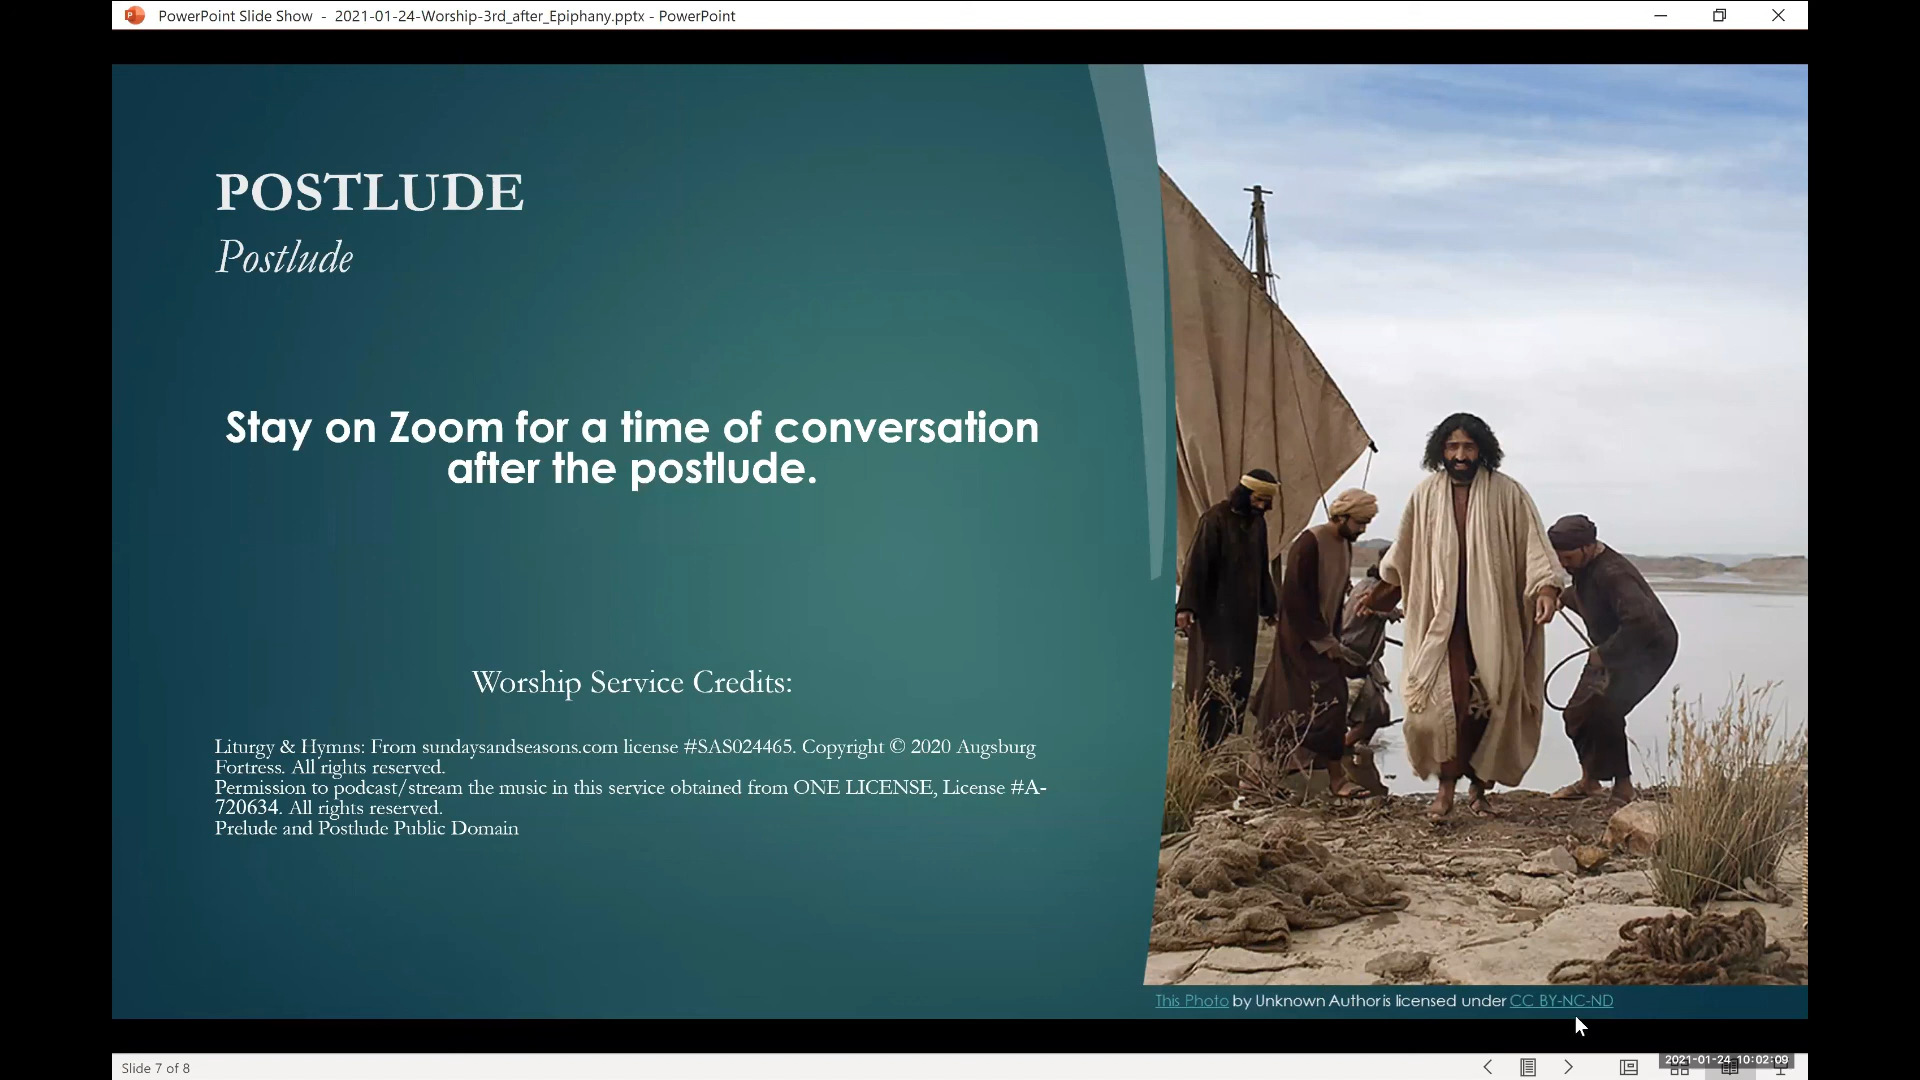 PowerPoint Slide Show - 2021-01-24-Worship-3rd_after_Epiphany.pptx - PowerPoint
POSTLUDE
Postlude
Stay on Zoom for a time of conversation
after the postlude.
Worship Service Credits:
Liturgy & Hymns: From sundaysandseasons.com license #SAS024465. Copyright © 2020 Augsburg
Fortress. All rights reserved.
Permission to podcast/stream the music in this service obtained from ONE LICENSE, License #A-
720634. All rights reserved.
Prelude and Postlude Public Domain
This Photo by Unknown Author is licensed under CC BY-NC-ND
Slide 7 of 8
2021-01-24 10:02:09